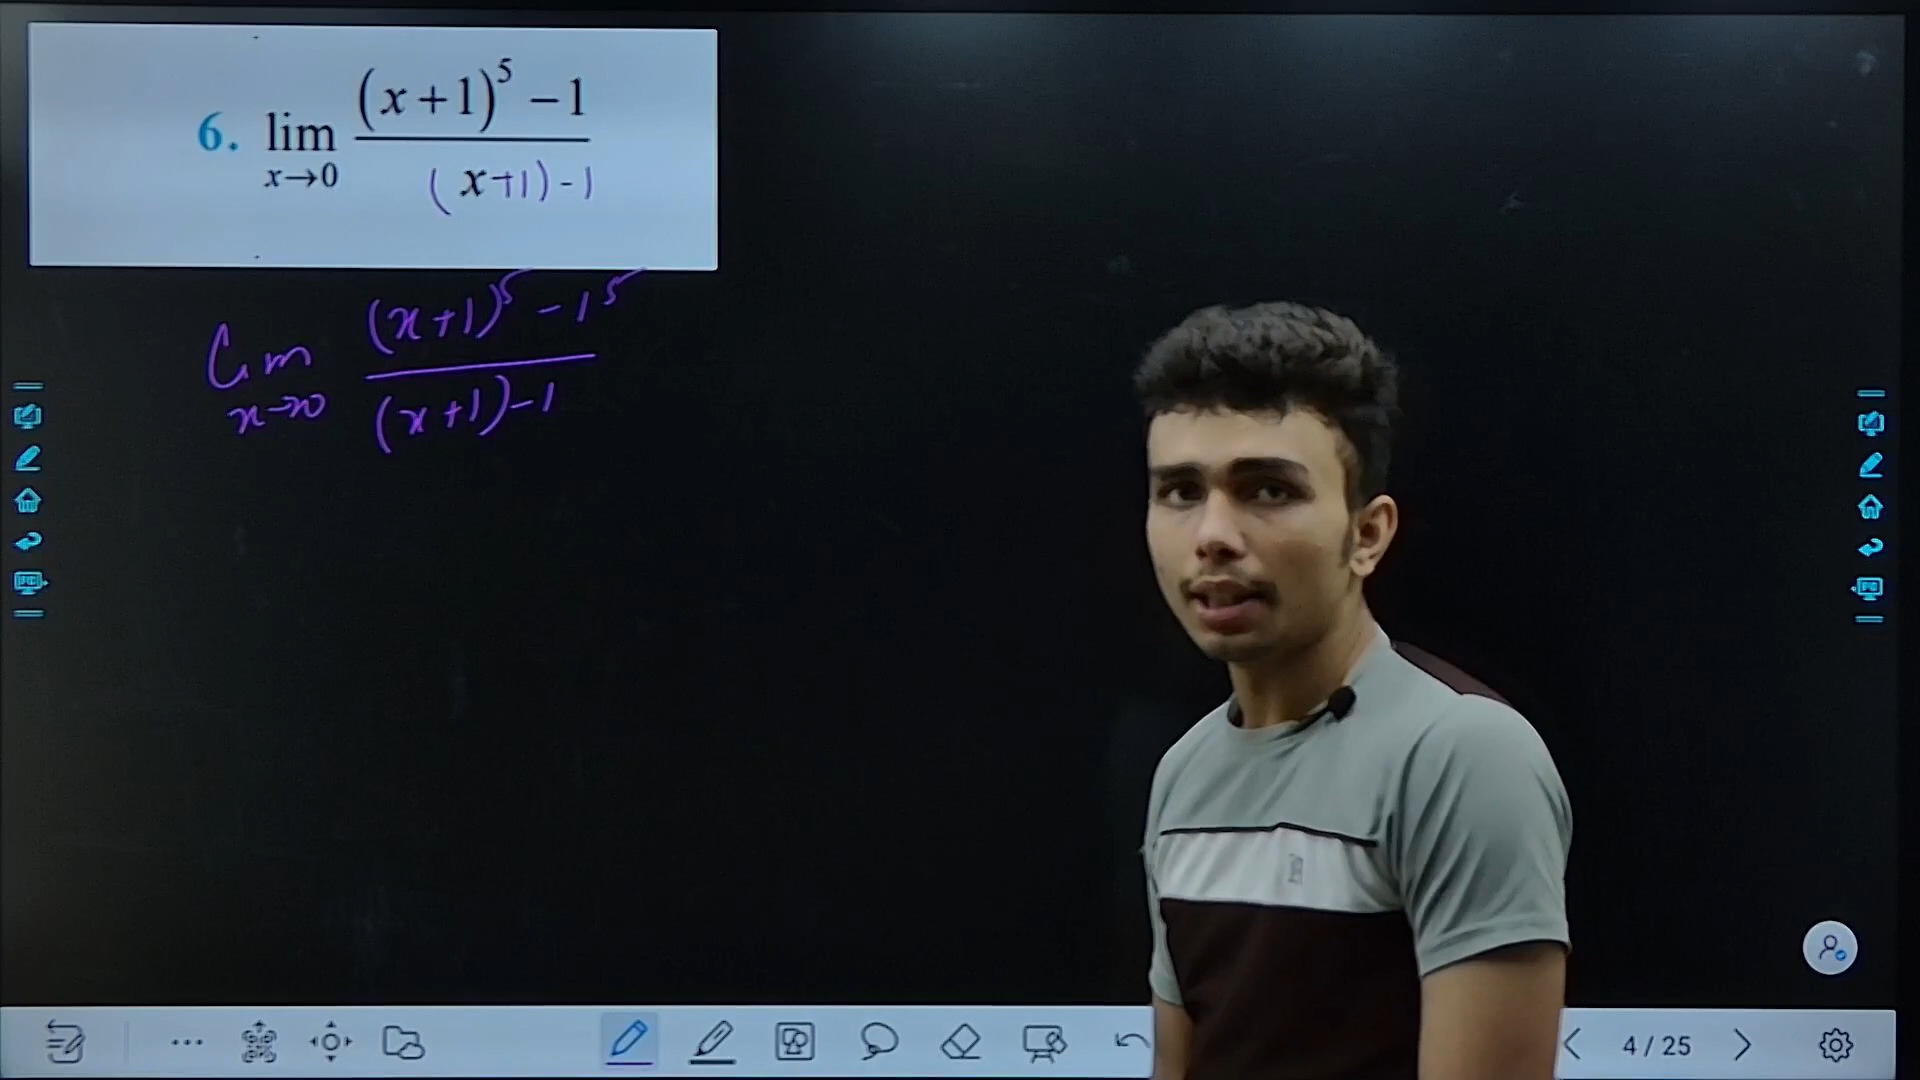 6. lim x→0 (x+1)^5 − 1 / (x+1) - 1
Lim x→0 (x+1)^5 - 1^5 / (x+1) - 1
4 / 25